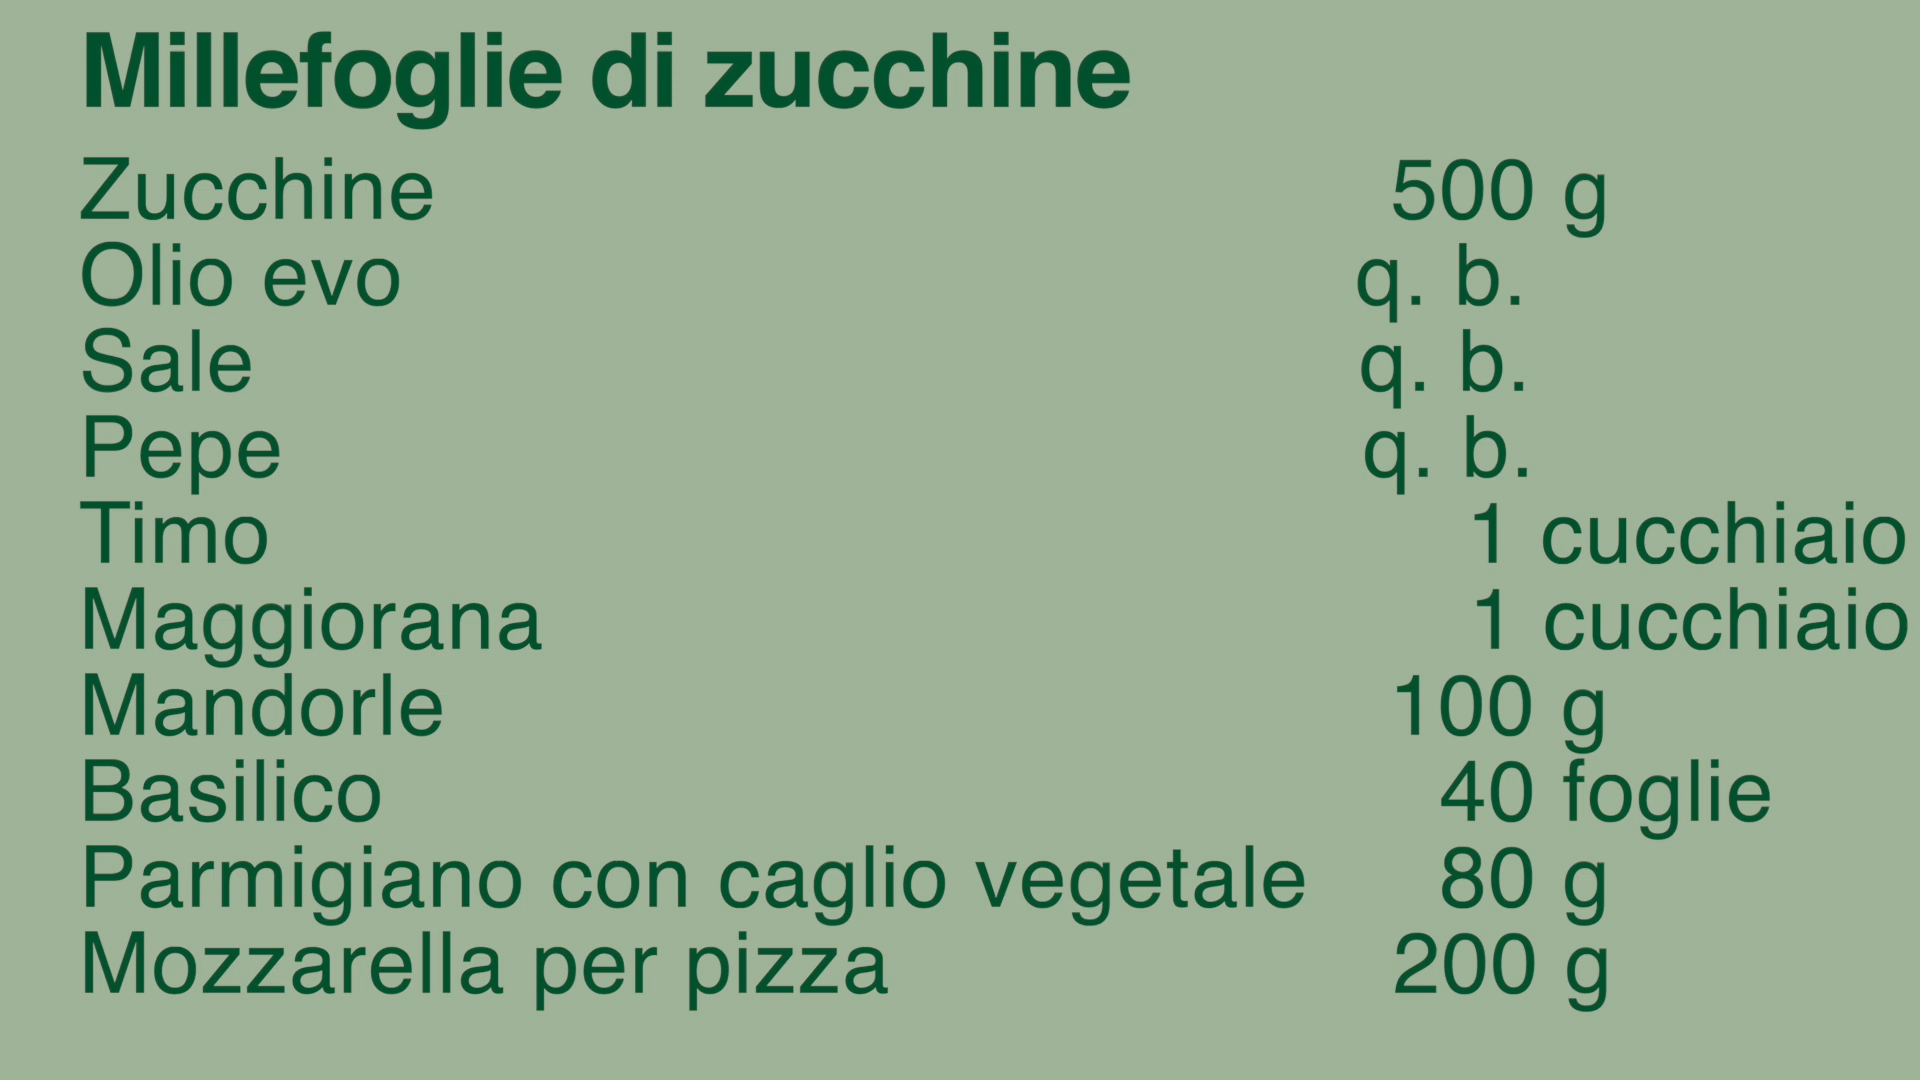 Millefoglie di zucchine
Zucchine 500 g
Olio evo q. b.
Sale q. b.
Pepe q. b.
Timo 1 cucchiaio
Maggiorana 1 cucchiaio
Mandorle 100 g
Basilico 40 foglie
Parmigiano con caglio vegetale 80 g
Mozzarella per pizza 200 g